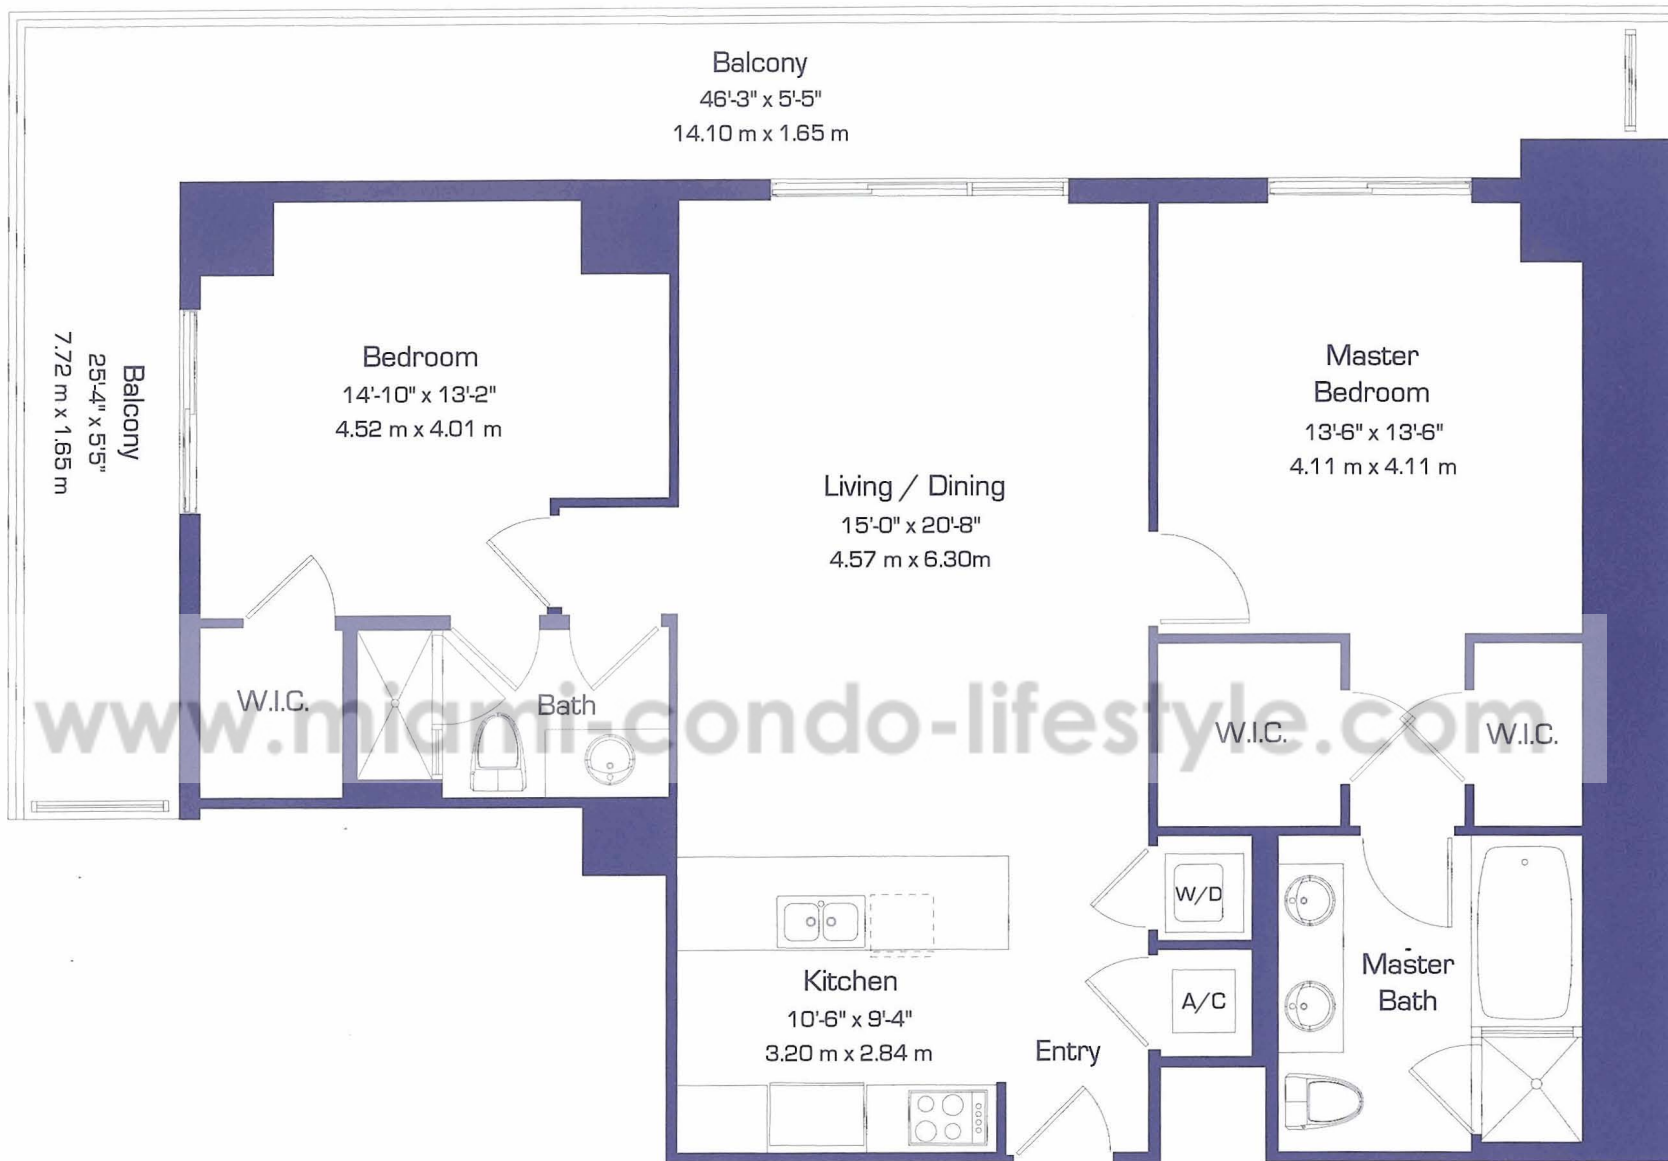 Balcony
46'-3" x 5'-5"
14.10 m x 1.65 m
Balcony
25'-4" x 5'5"
7.72 m x 1.65 m
Bedroom
14'-10" x 13'-2"
4.52 m x 4.01 m
Living / Dining
15'-0" x 20'-8"
4.57 m x 6.30m
Master
Bedroom
13'-6" x 13'-6"
4.11 m x 4.11 m
W.I.C.
Bath
W.I.C.
W.I.C.
www.miami-condo-lifestyle.com
W/D
Kitchen
10'-6" x 9'-4"
3.20 m x 2.84 m
A/C
Entry
Master
Bath